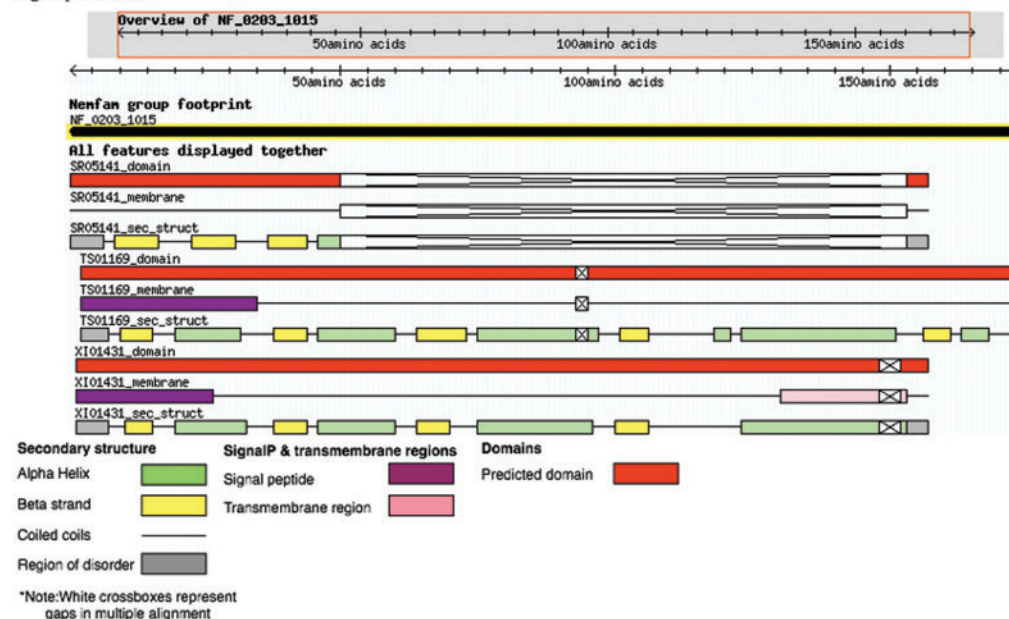 Overview of NF_0203_1015
50amino acids 100amino acids 150amino acids
50amino acids 100amino acids 150amino acids
Nemfam group footprint
NF_0203_1015
All features displayed together
SR05141_domain
SR05141_membrane
SR05141_sec_struct
TS01169_domain
TS01169_membrane
TS01169_sec_struct
XI01431_domain
XI01431_membrane
XI01431_sec_struct
Secondary structure
Alpha Helix
Beta strand
Coiled coils
Region of disorder
SignalP & transmembrane regions
Signal peptide
Transmembrane region
Domains
Predicted domain
*Note:White crossboxes represent
gaps in multiple alignment